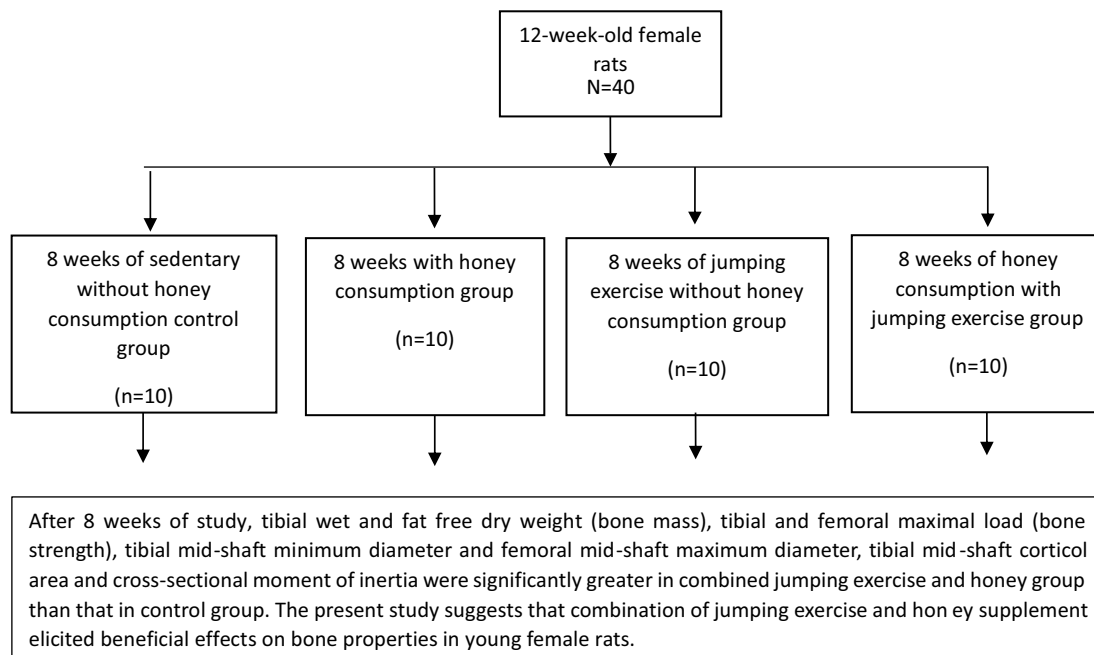 12-week-old female
rats
N=40
8 weeks of sedentary
without honey
consumption control
group
(n=10)
8 weeks with honey
consumption group
(n=10)
8 weeks of jumping
exercise without honey
consumption group
(n=10)
8 weeks of honey
consumption with
jumping exercise group
(n=10)
After 8 weeks of study, tibial wet and fat free dry weight (bone mass), tibial and femoral maximal load (bone
strength), tibial mid-shaft minimum diameter and femoral mid-shaft maximum diameter, tibial mid-shaft corticol
area and cross-sectional moment of inertia were significantly greater in combined jumping exercise and honey group
than that in control group. The present study suggests that combination of jumping exercise and hon ey supplement
elicited beneficial effects on bone properties in young female rats.